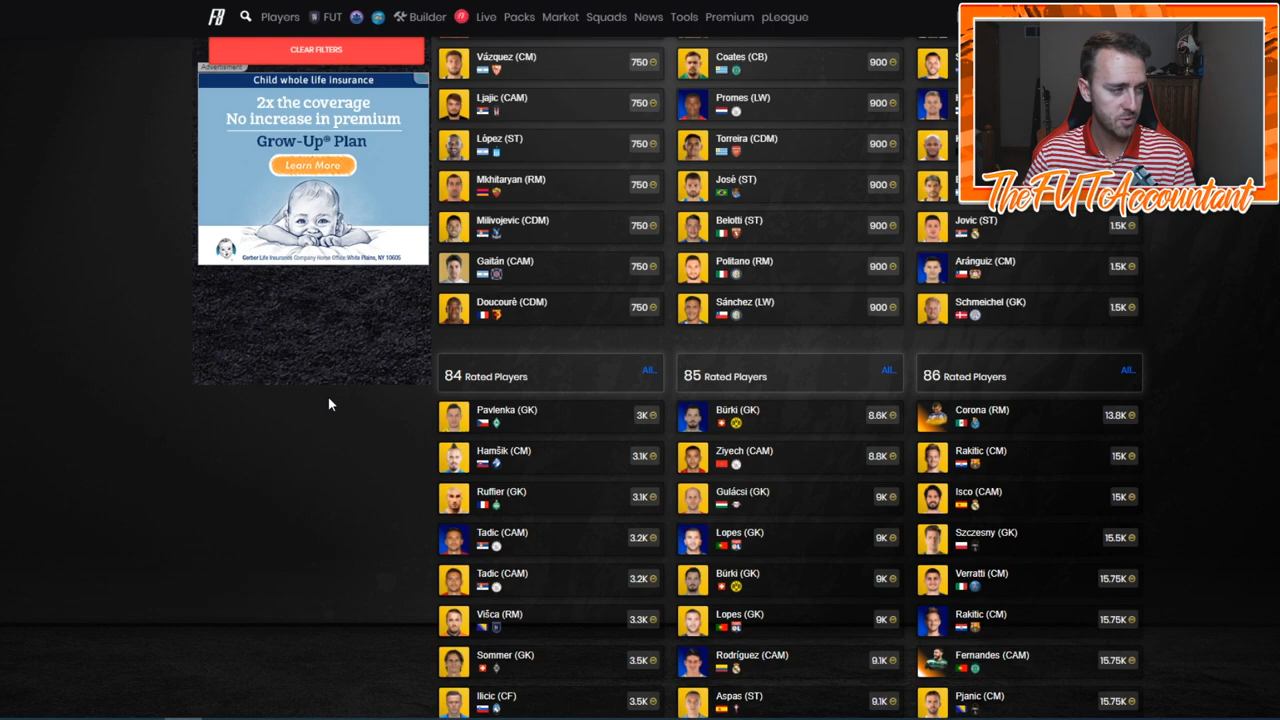 F8 Players FUT Builder Live Packs Market Squads News Tools Premium pLeague
CLEAR FILTERS
Advertisement
Child whole life insurance
2x the coverage
No increase in premium
Grow-Up® Plan
Learn More
Gerber Life Insurance Company Home Office White Plains, NY 10605
TheFUTAccountant
Vázquez (CM) 750
Ljajic (CAM) 750
López (ST) 750
Mkhitaryan (RM) 750
Milivojevic (CDM) 750
Gaitán (CAM) 750
Doucouré (CDM) 750
Coates (CB) 900
Promes (LW) 900
Torreira (CDM) 900
José (ST) 900
Belotti (ST) 900
Politano (RM) 900
Sánchez (LW) 900
Jovic (ST) 1.5K
Aránguiz (CM) 1.5K
Schmeichel (GK) 1.5K
84 Rated Players All..
Pavlenka (GK) 3K
Hamšík (CM) 3.1K
Ruffier (GK) 3.1K
Tadic (CAM) 3.2K
Tadic (CAM) 3.2K
Višca (RM) 3.3K
Sommer (GK) 3.5K
Ilicic (CF) 3.5K
85 Rated Players All..
Bürki (GK) 8.6K
Ziyech (CAM) 8.8K
Gulácsi (GK) 9K
Lopes (GK) 9K
Bürki (GK) 9K
Lopes (GK) 9K
Rodríguez (CAM) 9.1K
Aspas (ST) 9.1K
86 Rated Players All..
Corona (RM) 13.8K
Rakitic (CM) 15K
Isco (CAM) 15K
Szczesny (GK) 15.5K
Verratti (CM) 15.75K
Rakitic (CM) 15.75K
Fernandes (CAM) 15.75K
Pjanic (CM) 15.75K